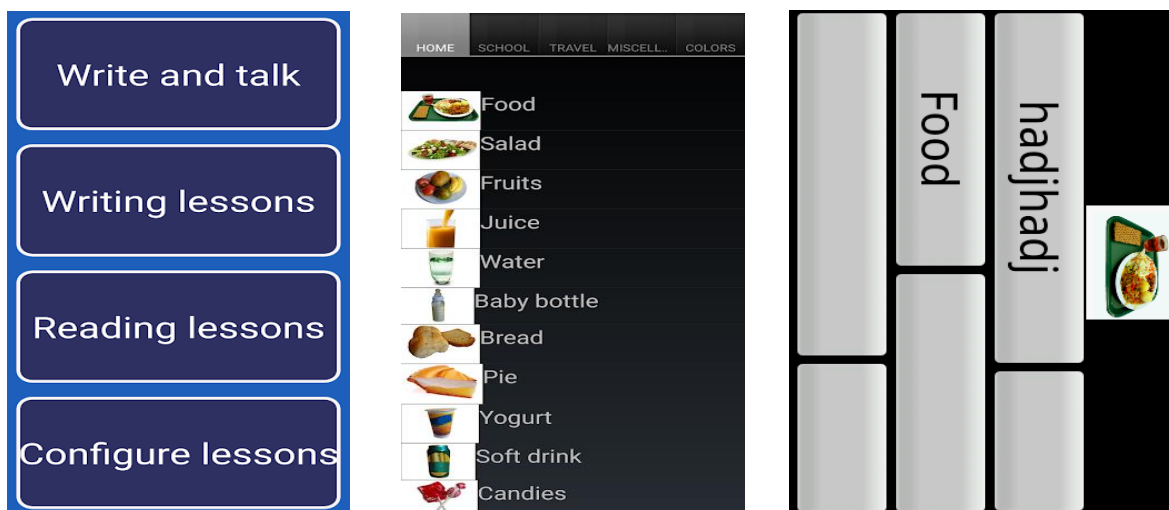 Write and talk
Writing lessons
Reading lessons
Configure lessons
HOME SCHOOL TRAVEL MISCELL.. COLORS
Food
Salad
Fruits
Juice
Water
Baby bottle
Bread
Pie
Yogurt
Soft drink
Candies
hadjhadj
Food